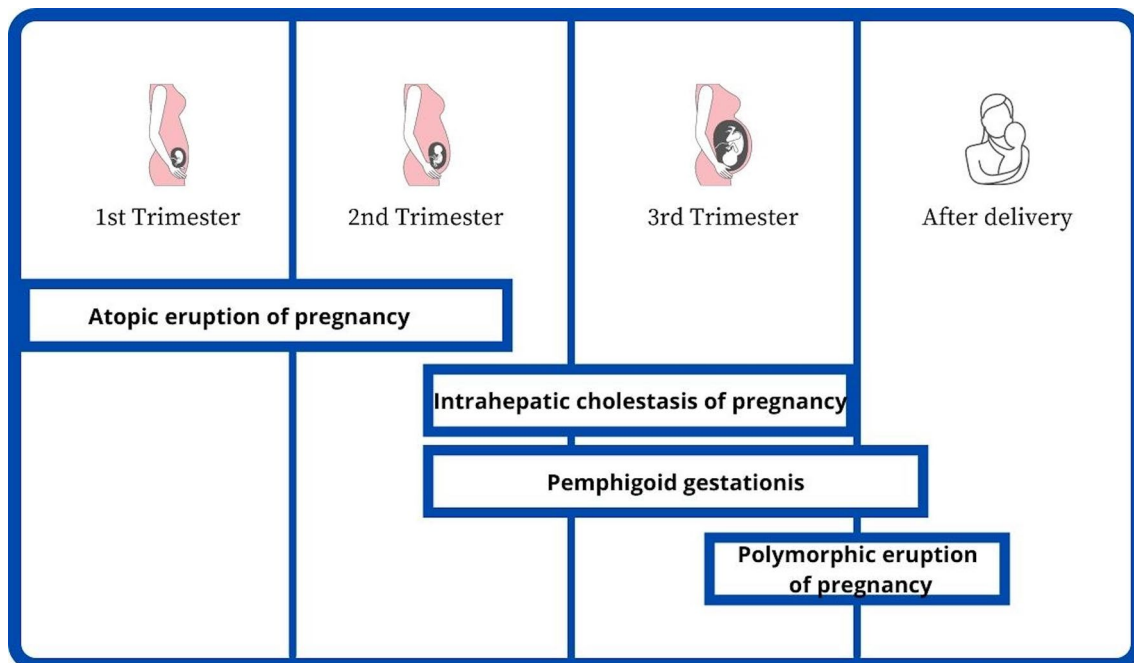 1st Trimester
2nd Trimester
3rd Trimester
After delivery
Atopic eruption of pregnancy
Intrahepatic cholestasis of pregnancy
Pemphigoid gestationis
Polymorphic eruption
of pregnancy